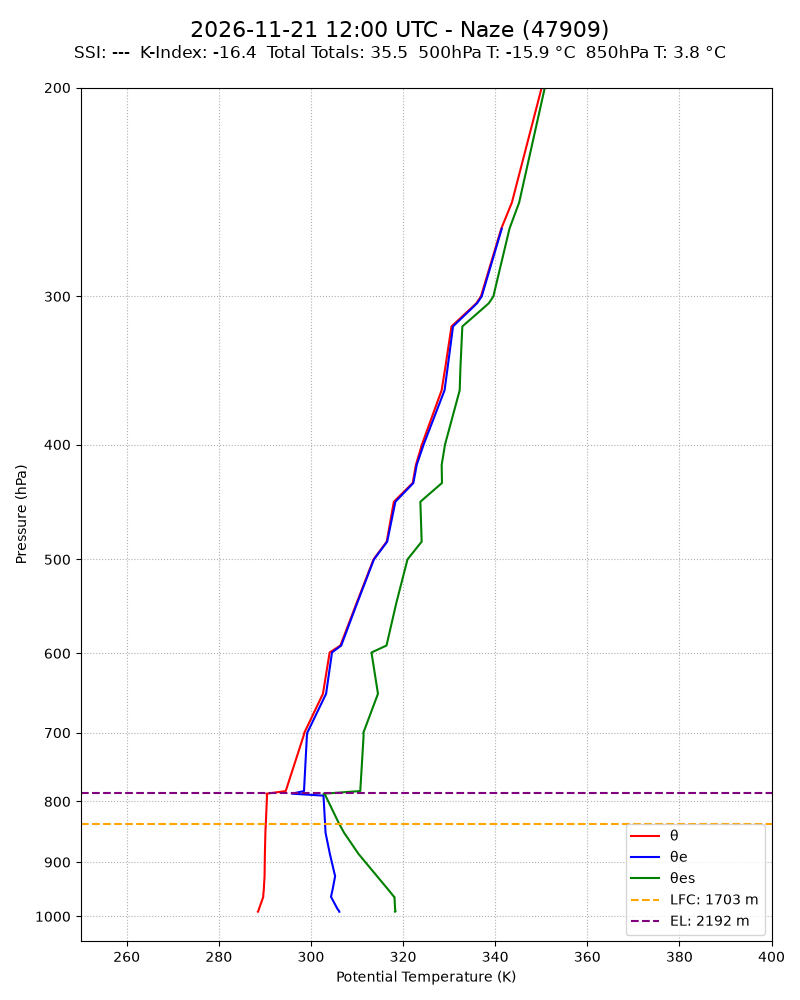 2026-11-21 12:00 UTC - Naze (47909)
SSI: --- K-Index: -16.4 Total Totals: 35.5 500hPa T: -15.9 °C 850hPa T: 3.8 °C
200
300
400
500
600
700
800
900
1000
Pressure (hPa)
θ
θe
θes
LFC: 1703 m
EL: 2192 m
260 280 300 320 340 360 380 400
Potential Temperature (K)